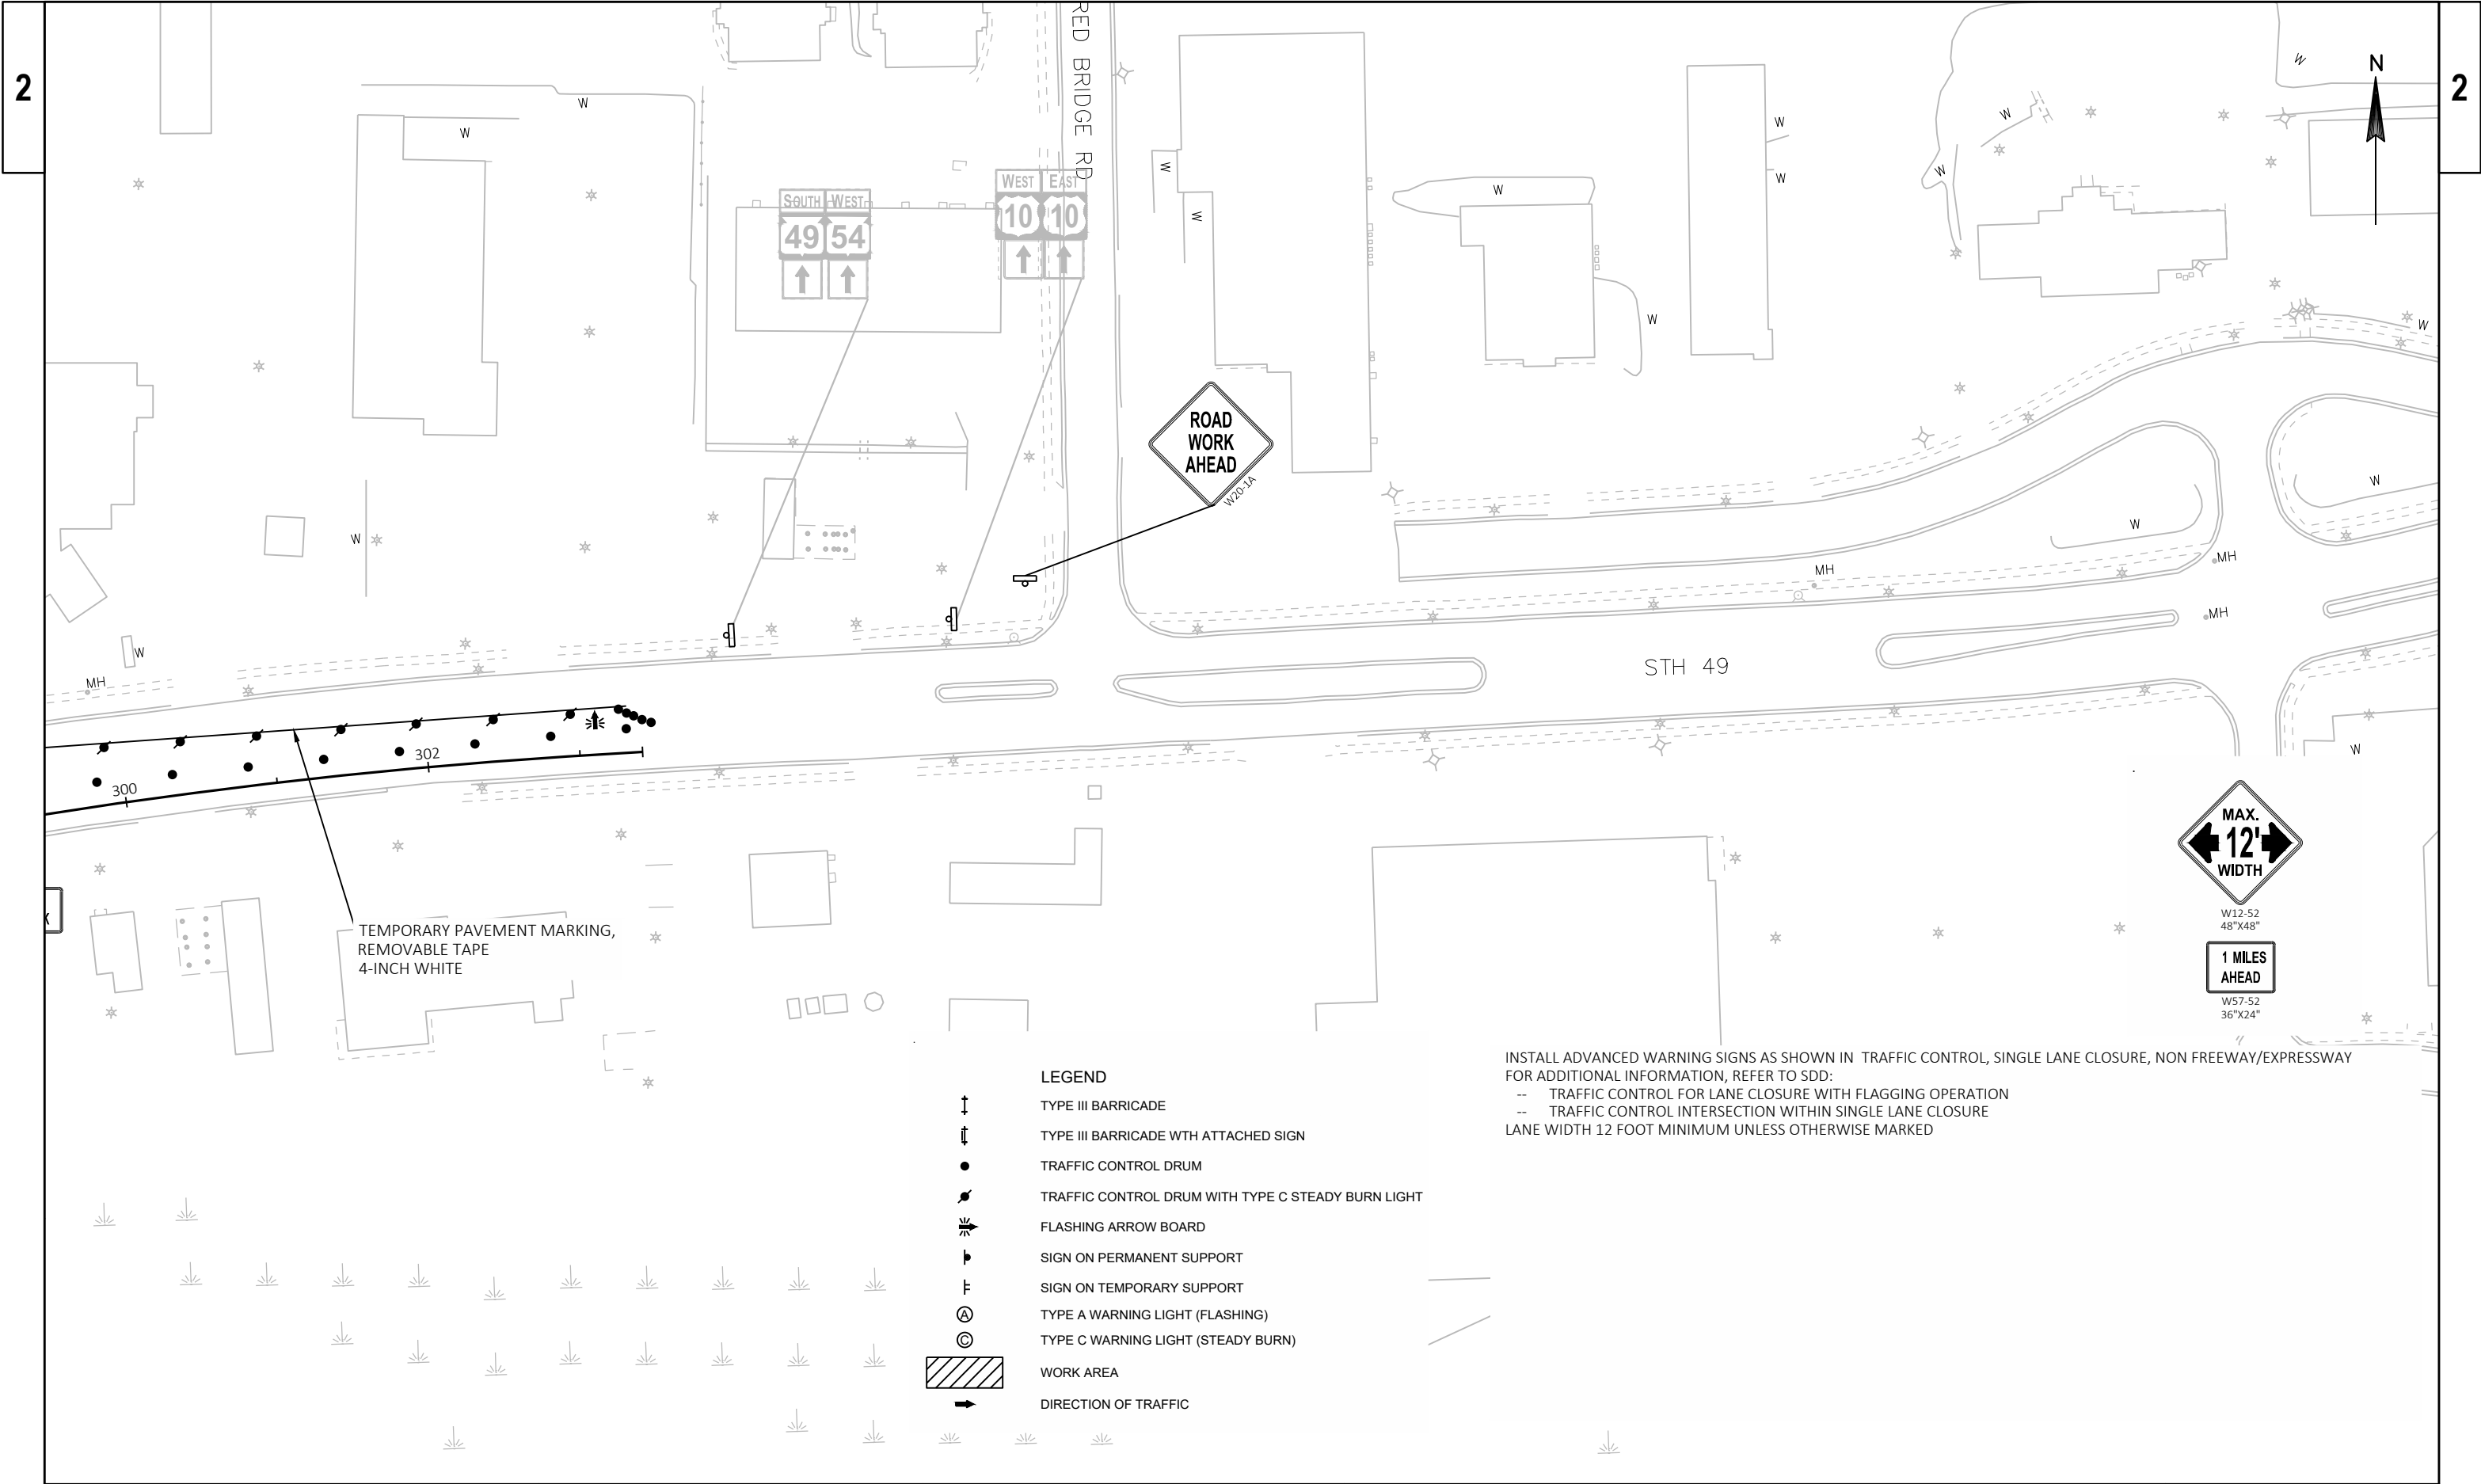 2
2
RED BRIDGE RD
N
SOUTH WEST
49 54
WEST EAST
10 10
W
W
W
W
W
W
W
W
W
W
W
W
W
ROAD
WORK
AHEAD
W20-1A
W
W
W
W
W
MH
MH
MH
MH
STH 49
300
302
W
TEMPORARY PAVEMENT MARKING,
REMOVABLE TAPE
4-INCH WHITE
MAX.
12'
WIDTH
W12-52
48"X48"
1 MILES
AHEAD
W57-52
36"X24"
LEGEND
TYPE III BARRICADE
TYPE III BARRICADE WTH ATTACHED SIGN
TRAFFIC CONTROL DRUM
TRAFFIC CONTROL DRUM WITH TYPE C STEADY BURN LIGHT
FLASHING ARROW BOARD
SIGN ON PERMANENT SUPPORT
SIGN ON TEMPORARY SUPPORT
A TYPE A WARNING LIGHT (FLASHING)
C TYPE C WARNING LIGHT (STEADY BURN)
WORK AREA
DIRECTION OF TRAFFIC
INSTALL ADVANCED WARNING SIGNS AS SHOWN IN TRAFFIC CONTROL, SINGLE LANE CLOSURE, NON FREEWAY/EXPRESSWAY
FOR ADDITIONAL INFORMATION, REFER TO SDD:
-- TRAFFIC CONTROL FOR LANE CLOSURE WITH FLAGGING OPERATION
-- TRAFFIC CONTROL INTERSECTION WITHIN SINGLE LANE CLOSURE
LANE WIDTH 12 FOOT MINIMUM UNLESS OTHERWISE MARKED